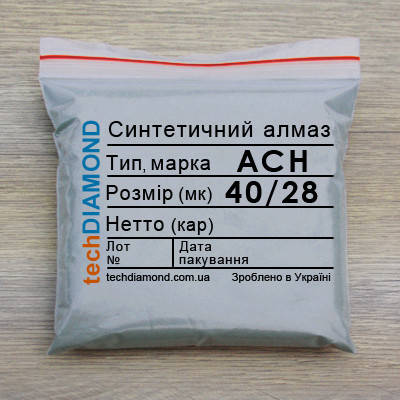 techDIAMOND
Синтетичний алмаз
Тип, марка АСН
Розмір (мк) 40/28
Нетто (кар)
Лот Дата
№ пакування
techdiamond.com.ua Зроблено в Україні